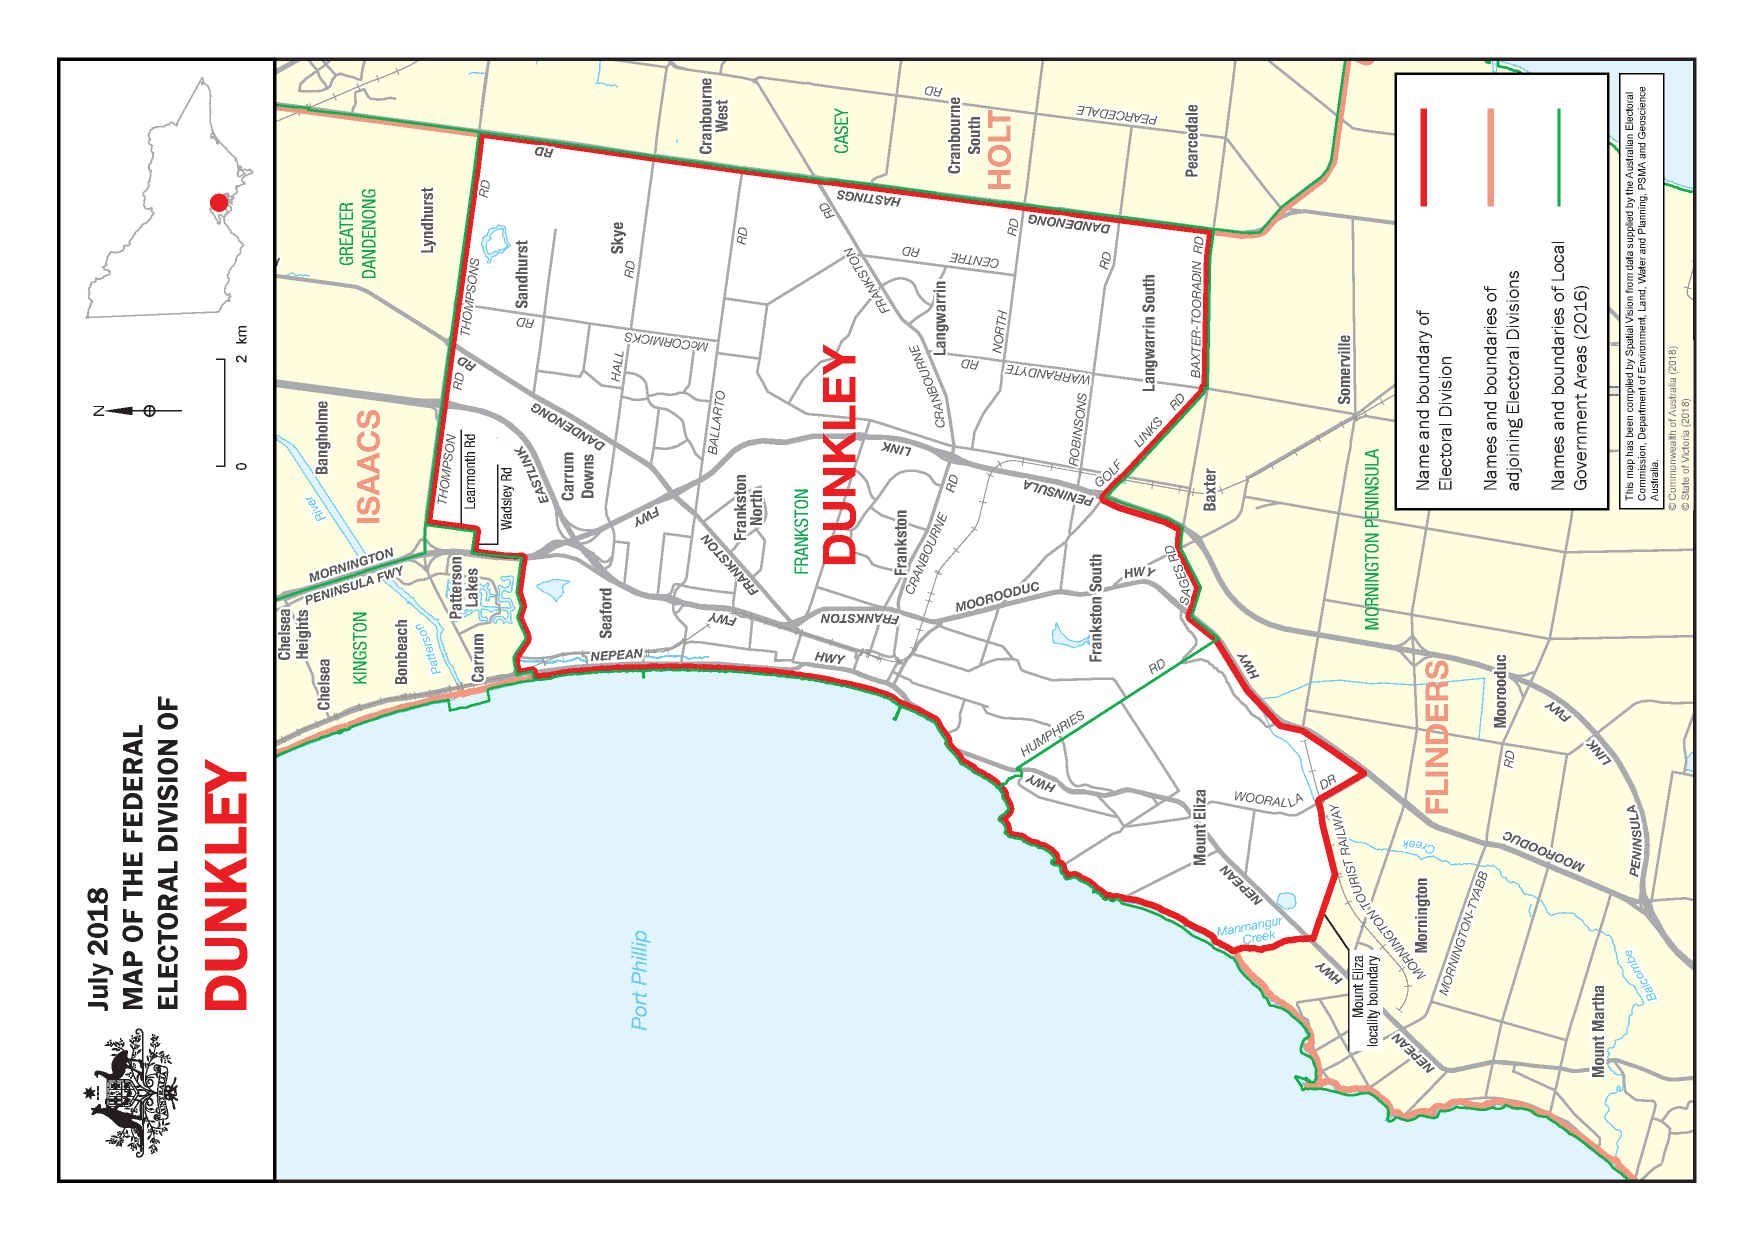 July 2018
MAP OF THE FEDERAL
ELECTORAL DIVISION OF
DUNKLEY
N
0
2 km
Chelsea
Heights
Chelsea
KINGSTON
Bonbeach
Patterson
River
Carrum
Patterson
Lakes
MORNINGTON
PENINSULA FWY
Bangholme
ISAACS
GREATER
DANDENONG
Lyndhurst
THOMPSON
RD
THOMPSONS
RD
Learmonth Rd
Wadsley Rd
EASTLINK
DANDENONG
RD
Sandhurst
RD
Skye
RD
HALL
McCORMICKS
RD
Carrum
Downs
Seaford
NEPEAN
HWY
FWY
FRANKSTON
FWY
FRANKSTON
BALLARTO
RD
Frankston
North
FRANKSTON
DUNKLEY
Frankston
CRANBOURNE
RD
CRANBOURNE
FRANKSTON
RD
LINK
PENINSULA
Langwarrin
CENTRE
RD
NORTH
RD
WARRANDYTE
RD
ROBINSONS
RD
Langwarrin South
BAXTER-TOORADIN RD
GOLF
LINKS
RD
HASTINGS
DANDENONG
RD
Cranbourne
West
CASEY
Cranbourne
South
HOLT
PEARCEDALE
RD
Pearcedale
Somerville
Baxter
MORNINGTON PENINSULA
MOOROODUC
HWY
SAGES RD
Frankston South
HUMPHRIES
RD
HWY
HWY
WOORALLA
DR
Mount Eliza
NEPEAN
HWY
Manmangur
Creek
Mount Eliza
locality boundary
MORNINGTON TOURIST RAILWAY
MORNINGTON
Mornington
MORNINGTON-TYABB
RD
FLINDERS
Moorooduc
FWY
LINK
PENINSULA
MOOROODUC
Creek
Balcombe
NEPEAN
Mount Martha
Port Phillip
Name and boundary of
Electoral Division
Names and boundaries of
adjoining Electoral Divisions
Names and boundaries of Local
Government Areas (2016)
This map has been compiled by Spatial Vision from data supplied by the Australian Electoral
Commission, Department of Environment, Land, Water and Planning, PSMA and Geoscience
Australia.
© Commonwealth of Australia (2018)
© State of Victoria (2018)